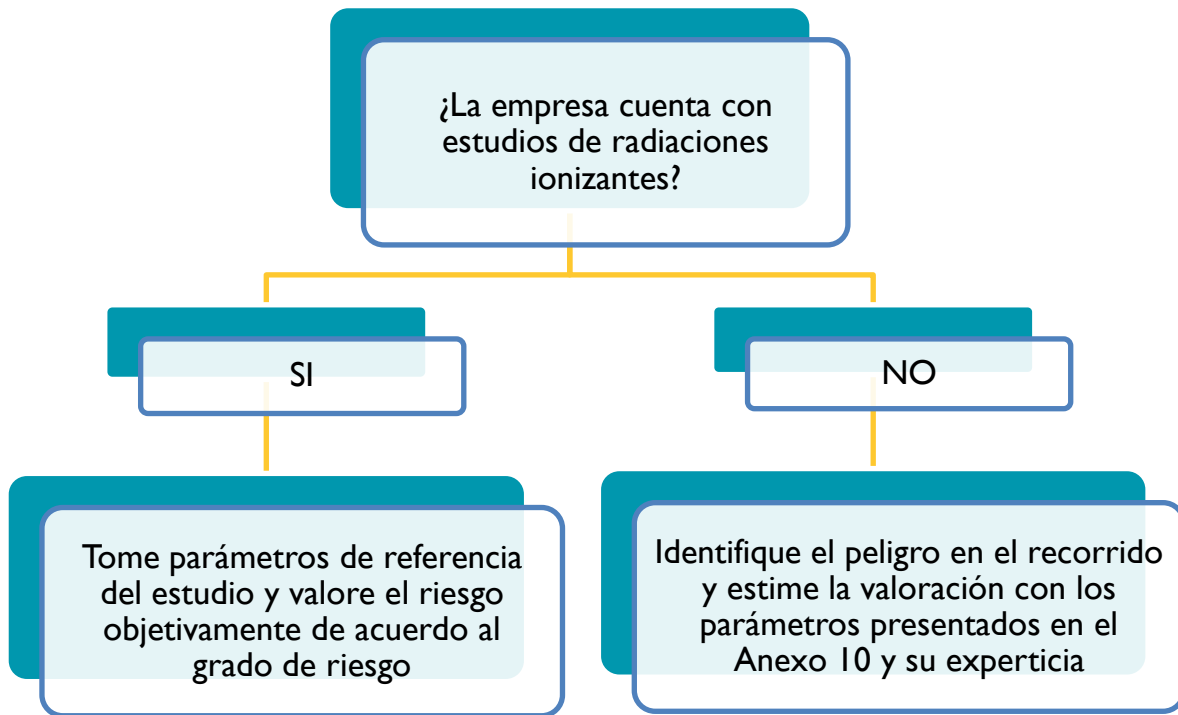 ¿La empresa cuenta con
estudios de radiaciones
ionizantes?
SI
NO
Tome parámetros de referencia
del estudio y valore el riesgo
objetivamente de acuerdo al
grado de riesgo
Identifique el peligro en el recorrido
y estime la valoración con los
parámetros presentados en el
Anexo 10 y su experticia